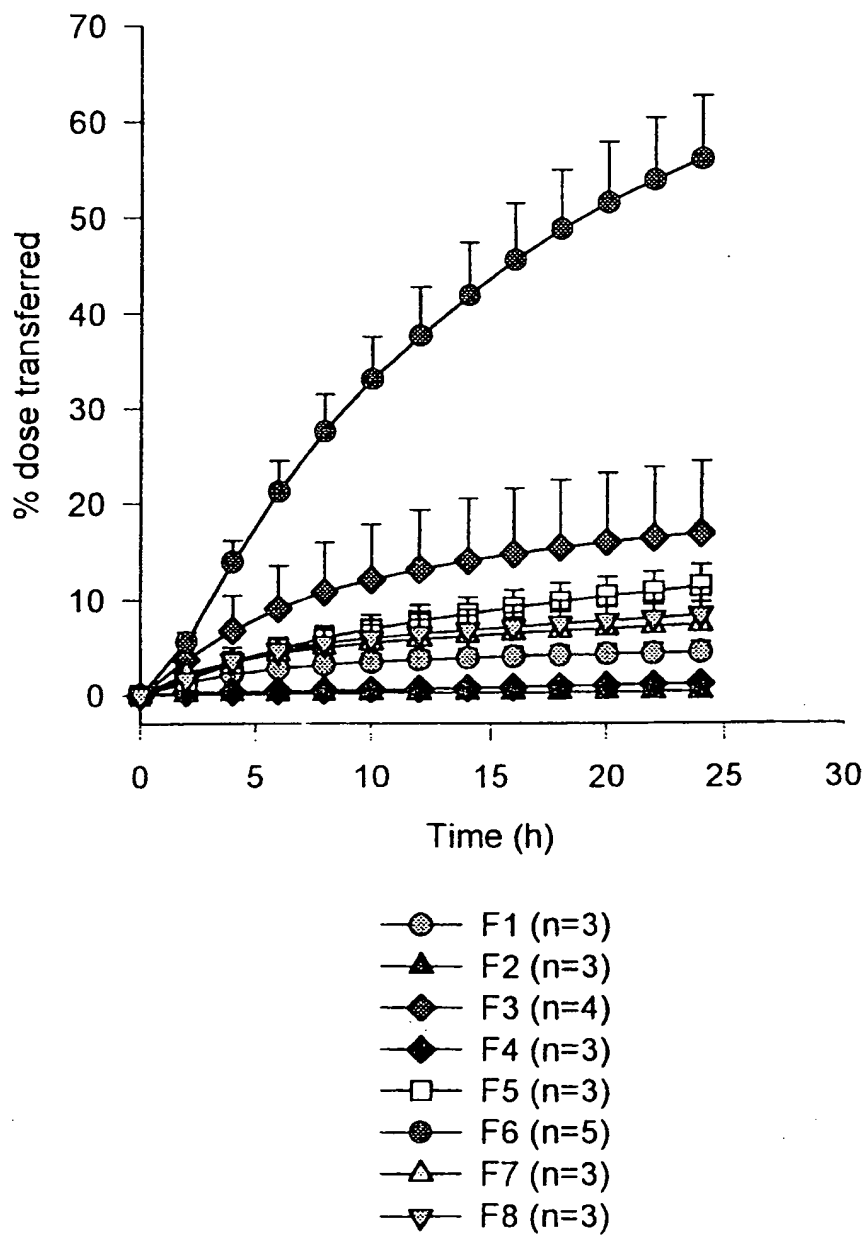 70
60
50
40
30
20
10
0
% dose transferred
0 5 10 15 20 25 30
Time (h)
F1 (n=3)
F2 (n=3)
F3 (n=4)
F4 (n=3)
F5 (n=3)
F6 (n=5)
F7 (n=3)
F8 (n=3)